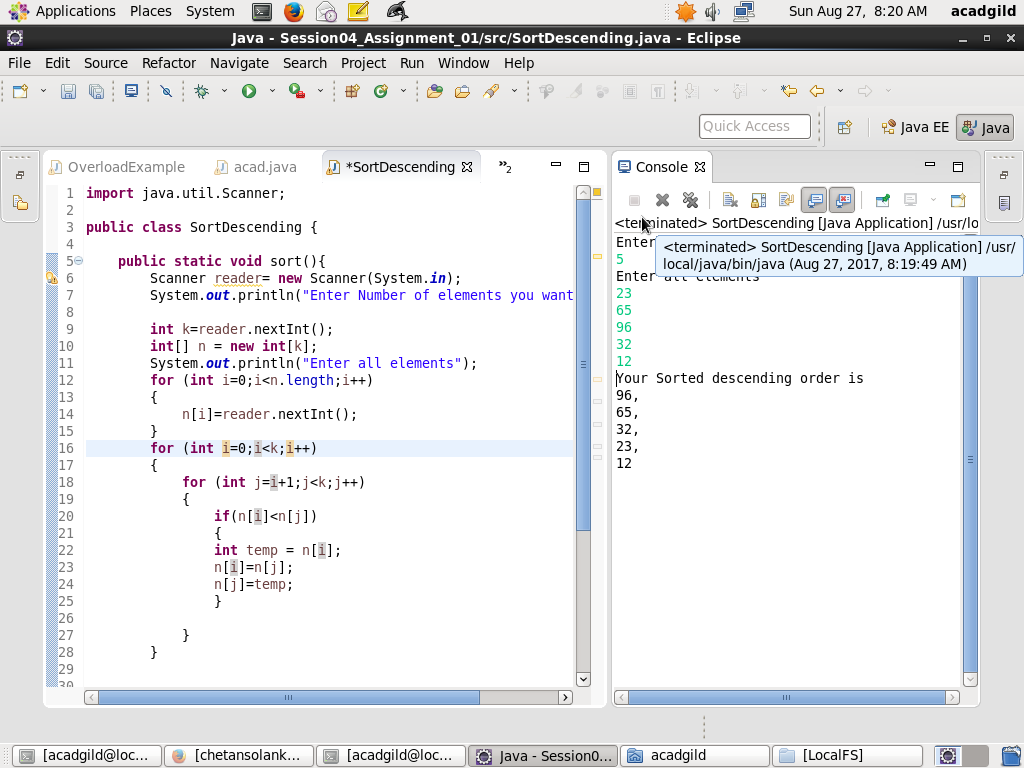 Applications Places System Sun Aug 27, 8:20 AM acadgild
Java - Session04_Assignment_01/src/SortDescending.java - Eclipse
File Edit Source Refactor Navigate Search Project Run Window Help
Quick Access Java EE Java
OverloadExample acad.java *SortDescending »2
1 import java.util.Scanner;
2
3 public class SortDescending {
4
5 public static void sort(){
6 Scanner reader= new Scanner(System.in);
7 System.out.println("Enter Number of elements you want
8
9 int k=reader.nextInt();
10 int[] n = new int[k];
11 System.out.println("Enter all elements");
12 for (int i=0;i<n.length;i++)
13 {
14 n[i]=reader.nextInt();
15 }
16 for (int i=0;i<k;i++)
17 {
18 for (int j=i+1;j<k;j++)
19 {
20 if(n[i]<n[j])
21 {
22 int temp = n[i];
23 n[i]=n[j];
24 n[j]=temp;
25 }
26
27 }
28 }
29
30
Console
<terminated> SortDescending [Java Application] /usr/lo
Enter
<terminated> SortDescending [Java Application] /usr/
local/java/bin/java (Aug 27, 2017, 8:19:49 AM)
5
Enter all elements
23
65
96
32
12
Your Sorted descending order is
96,
65,
32,
23,
12
[acadgild@loc... [chetansolank... [acadgild@loc... Java - Session0... acadgild [LocalFS]